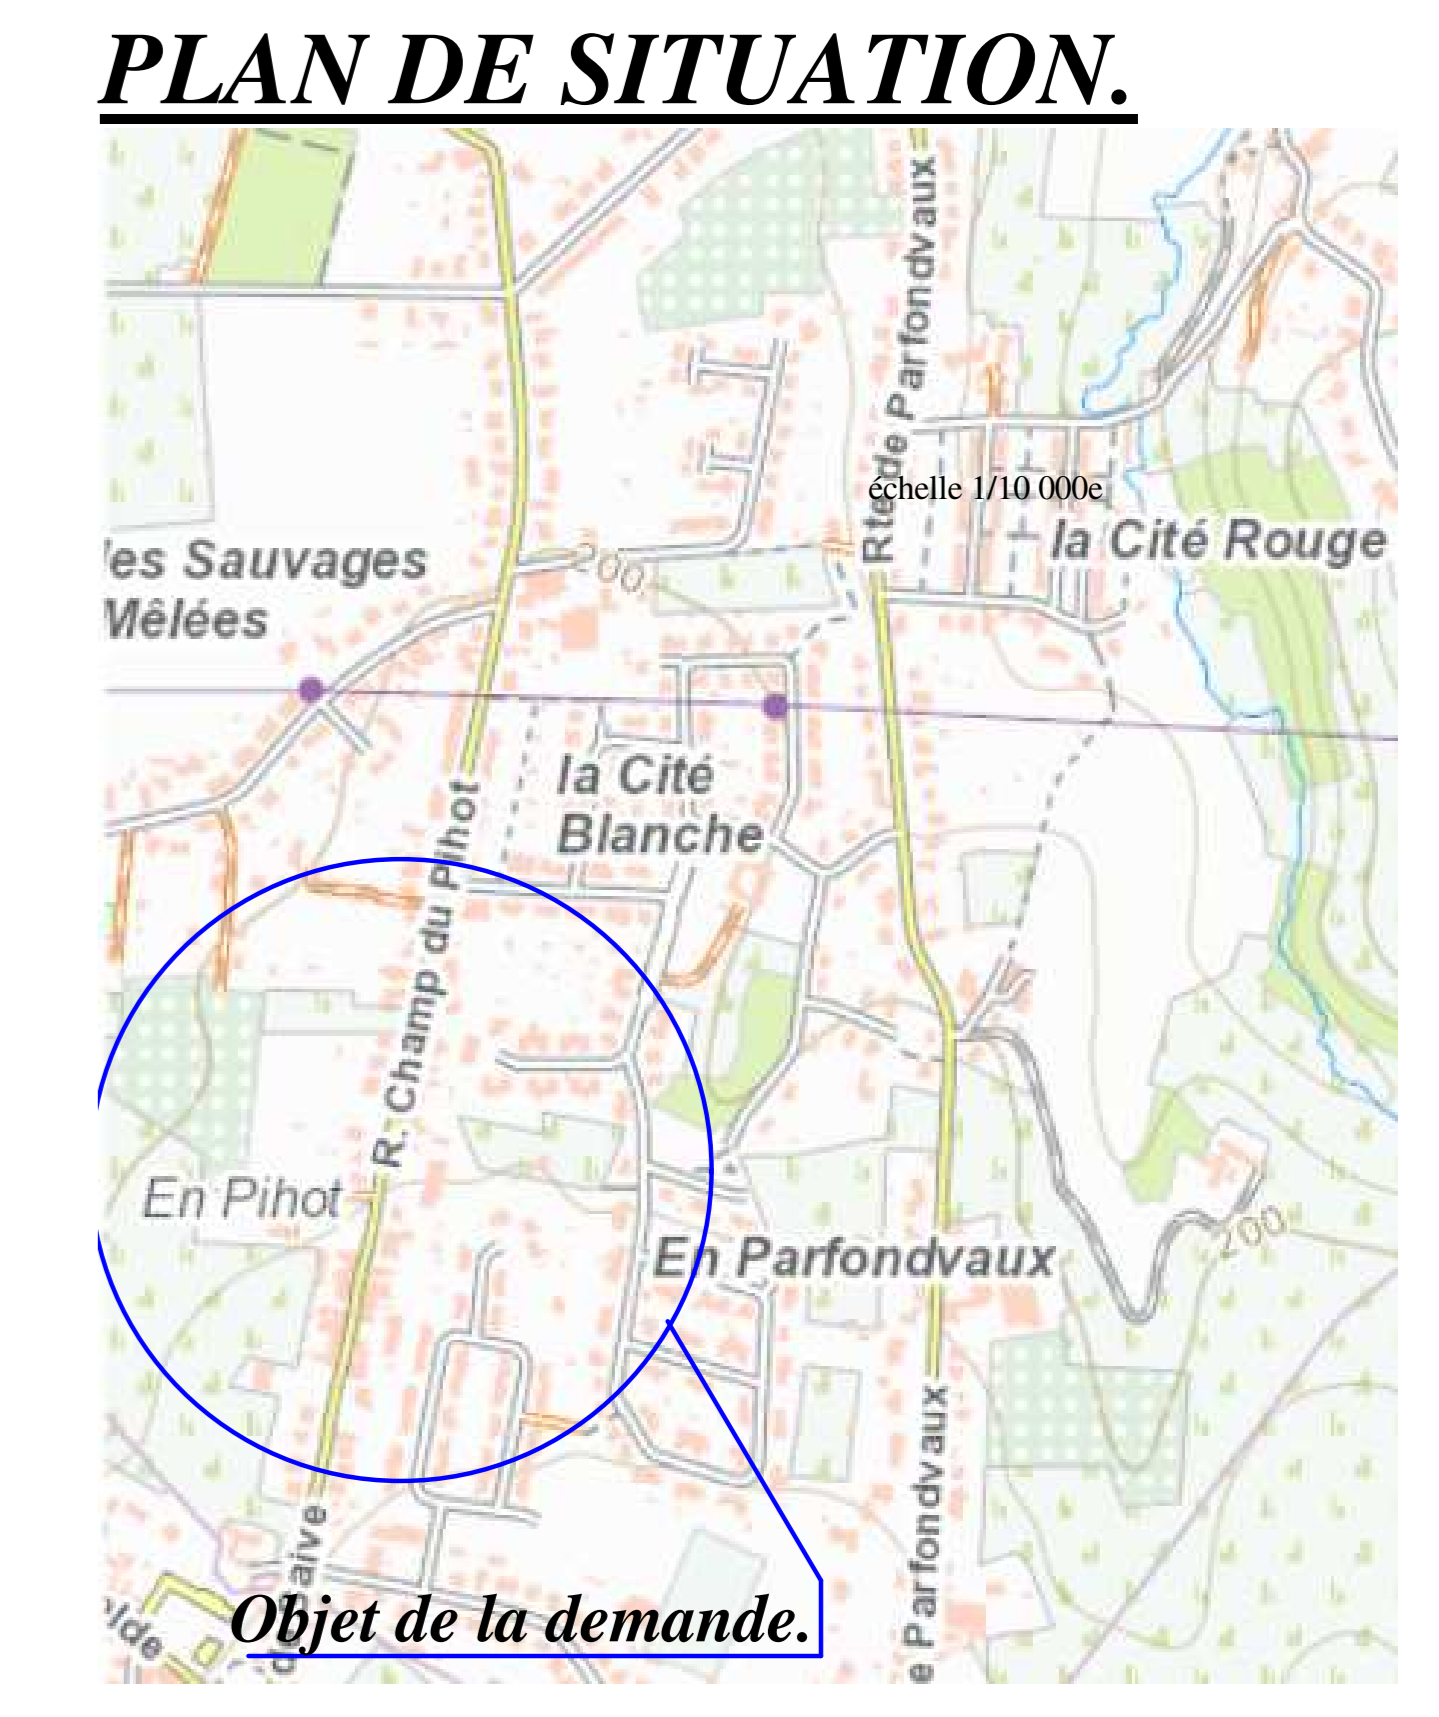 PLAN DE SITUATION.
Rte de Parfondvaux
échelle 1/10 000e
la Cité Rouge
les Sauvages
Mêlées
200
la Cité
Blanche
R. Champ du Pihot
En Pihot
200
En Parfondvaux
Objet de la demande.
e Parfondvaux